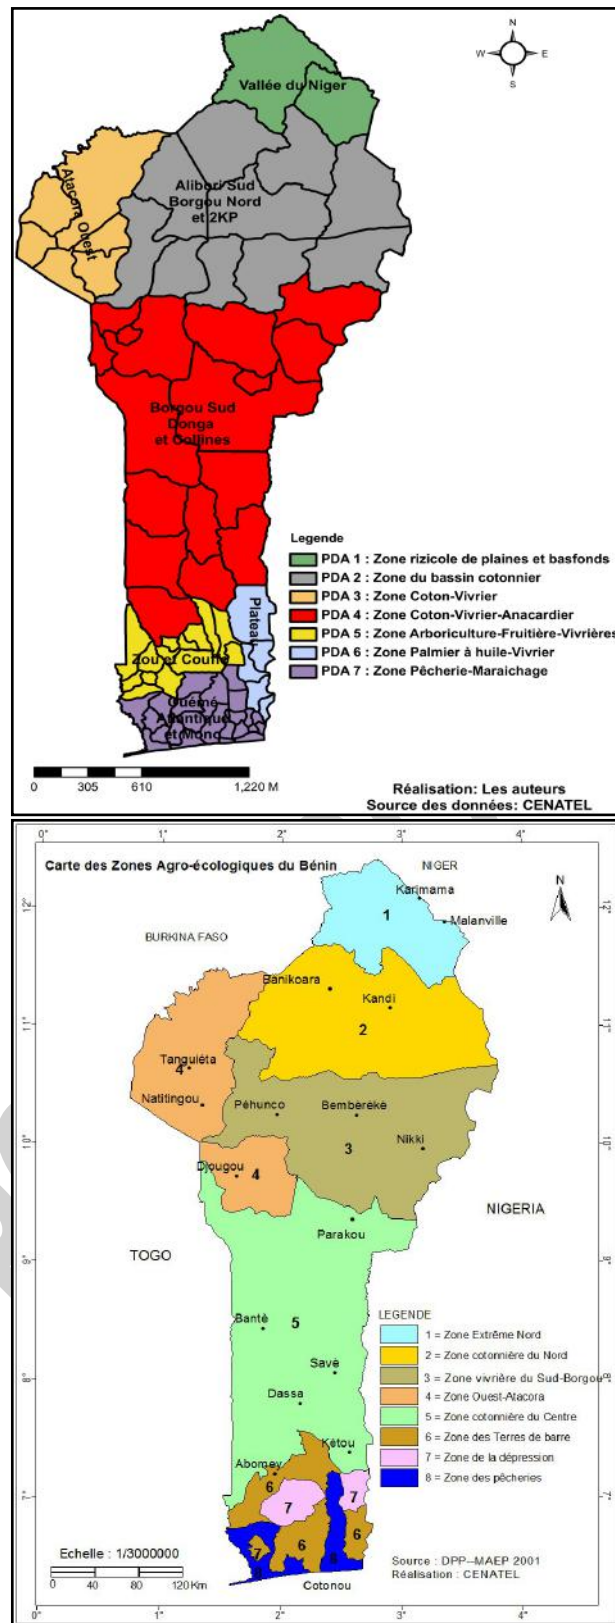 N
W E
S
Vallée du Niger
Atacora Ouest
Alibori Sud
Borgou Nord
et 2KP
Borgou Sud
Donga
et Collines
Plateau
Zou et Couffo
Ouémé
Atlantique
et Mono
Legende
PDA 1 : Zone rizicole de plaines et basfonds
PDA 2 : Zone du bassin cotonnier
PDA 3 : Zone Coton-Vivrier
PDA 4 : Zone Coton-Vivrier-Anacardier
PDA 5 : Zone Arboriculture-Fruitière-Vivrières
PDA 6 : Zone Palmier à huile-Vivrier
PDA 7 : Zone Pêcherie-Maraichage
0 305 610 1,220 M
Réalisation: Les auteurs
Source des données: CENATEL
0° 1° 2° 3° 4°
Carte des Zones Agro-écologiques du Bénin
NIGER
N
Karimama
1
Malanville
12° 12°
BURKINA FASO
Banikoara
Kandi
2
11° 11°
Tanguiéta
4
Natitingou
Péhunco
Bembèrèkè
Nikki
3
10° 10°
Djougou
4
NIGERIA
Parakou
TOGO
9° 9°
Bantè
5
LEGENDE
1 = Zone Extrême Nord
2 = Zone cotonnière du Nord
3 = Zone vivrière du Sud-Borgou
4 = Zone Ouest-Atacora
5 = Zone cotonnière du Centre
6 = Zone des Terres de barre
7 = Zone de la dépression
8 = Zone des pêcheries
Savè
8° 8°
Dassa
Kétou
Abomey
6
7
7
7° 7°
7
6
6
8
8
Echelle : 1/3000000
0 40 80 120 Km
Cotonou
Source : DPP--MAEP 2001
Réalisation : CENATEL
0° 1° 2° 3° 4°